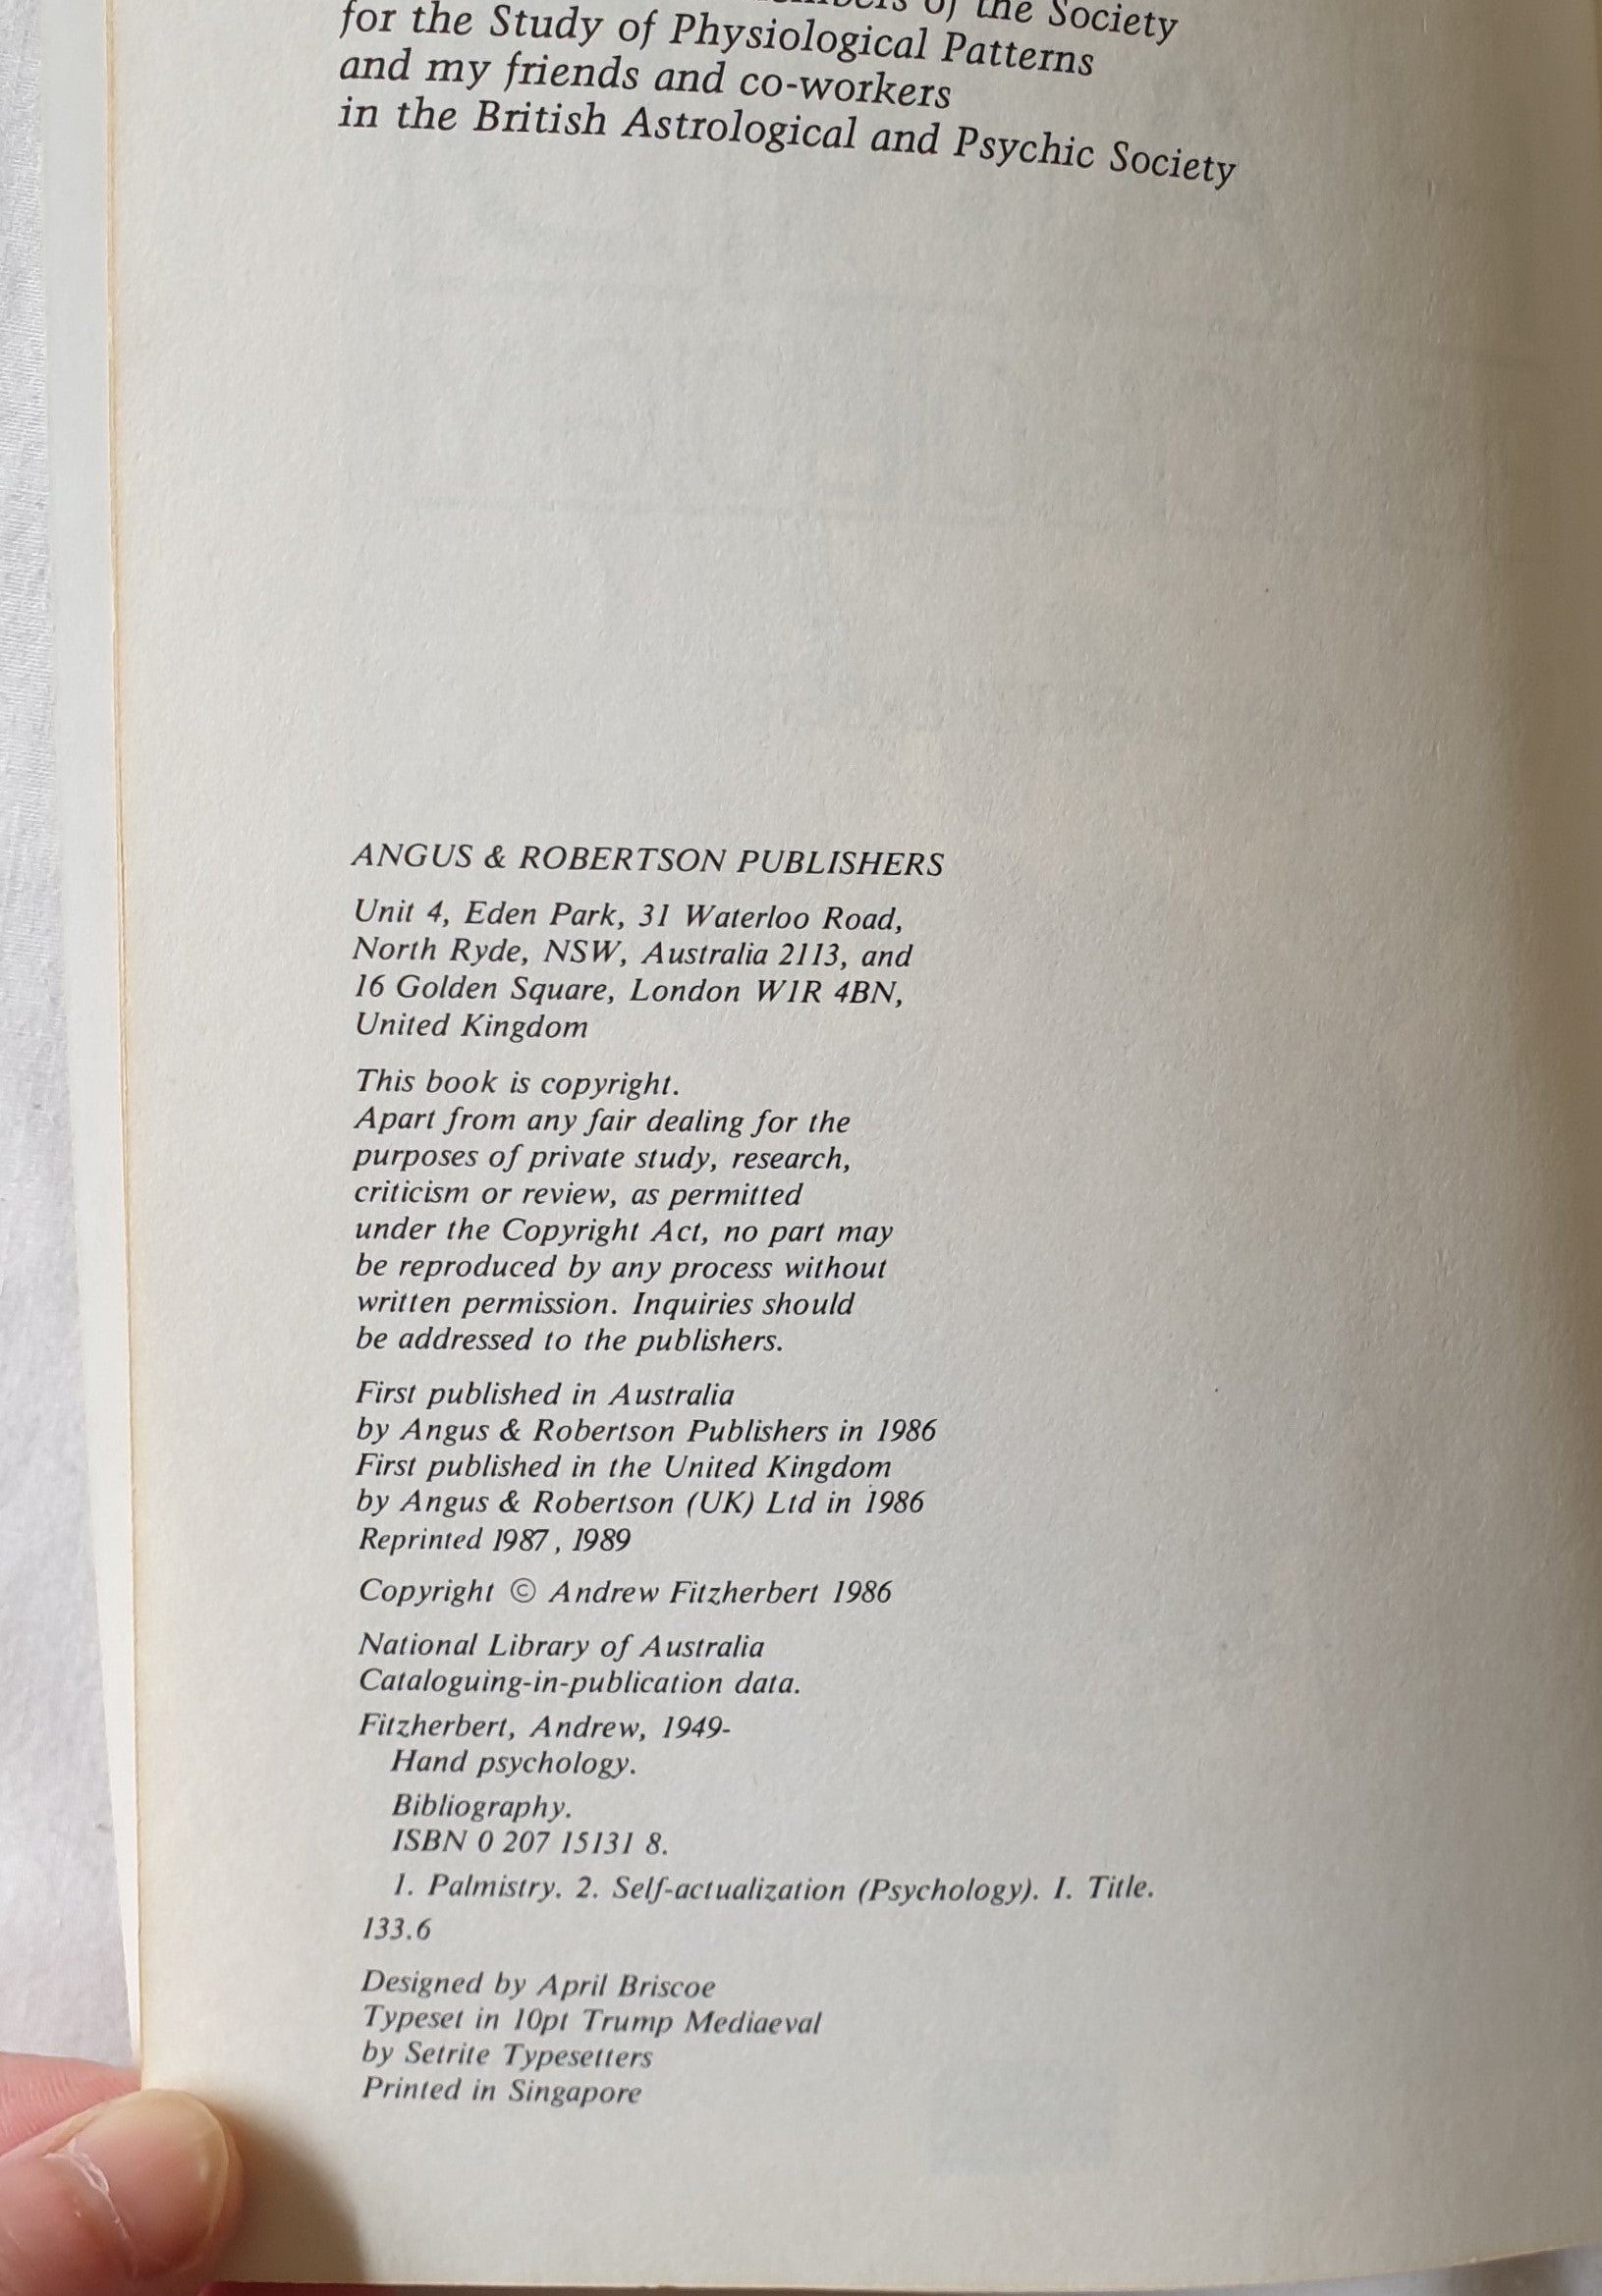 of the Society
for the Study of Physiological Patterns
and my friends and co-workers
in the British Astrological and Psychic Society
ANGUS & ROBERTSON PUBLISHERS
Unit 4, Eden Park, 31 Waterloo Road,
North Ryde, NSW, Australia 2113, and
16 Golden Square, London W1R 4BN,
United Kingdom
This book is copyright.
Apart from any fair dealing for the
purposes of private study, research,
criticism or review, as permitted
under the Copyright Act, no part may
be reproduced by any process without
written permission. Inquiries should
be addressed to the publishers.
First published in Australia
by Angus & Robertson Publishers in 1986
First published in the United Kingdom
by Angus & Robertson (UK) Ltd in 1986
Reprinted 1987, 1989
Copyright © Andrew Fitzherbert 1986
National Library of Australia
Cataloguing-in-publication data.
Fitzherbert, Andrew, 1949-
Hand psychology.
Bibliography.
ISBN 0 207 15131 8.
1. Palmistry. 2. Self-actualization (Psychology). I. Title.
133.6
Designed by April Briscoe
Typeset in 10pt Trump Mediaeval
by Setrite Typesetters
Printed in Singapore